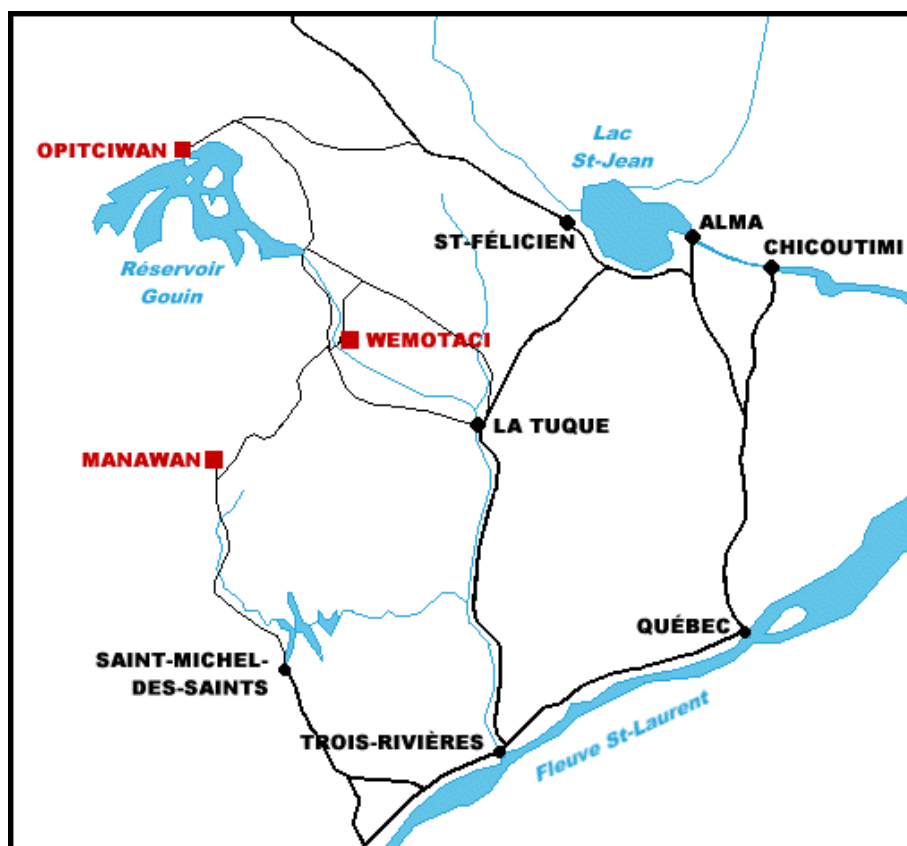 Lac
St-Jean
OPITCIWAN
ALMA
ST-FÉLICIEN
CHICOUTIMI
Réservoir
Gouin
WEMOTACI
LA TUQUE
MANAWAN
QUÉBEC
SAINT-MICHEL-
DES-SAINTS
TROIS-RIVIÈRES
Fleuve St-Laurent